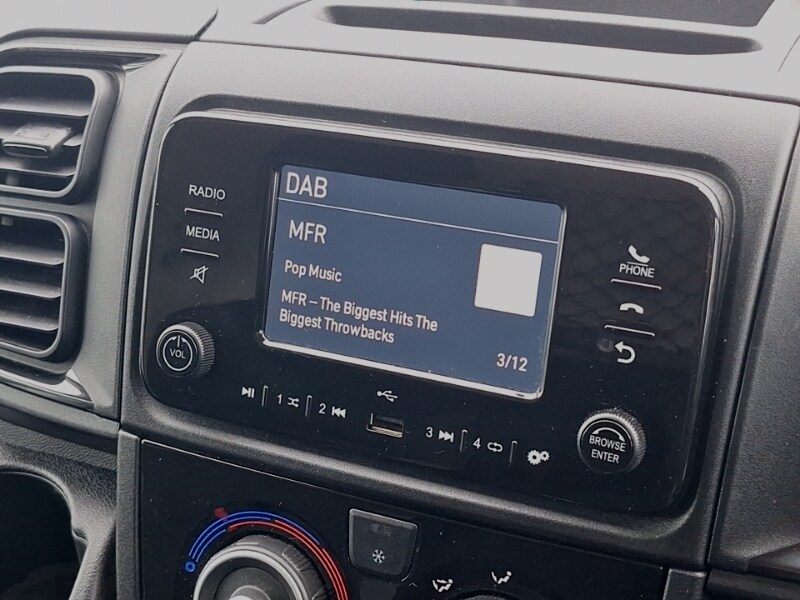 DAB
RADIO
MEDIA
MFR
Pop Music
MFR – The Biggest Hits The
Biggest Throwbacks
3/12
PHONE
VOL
1
2
3
4
BROWSE
ENTER